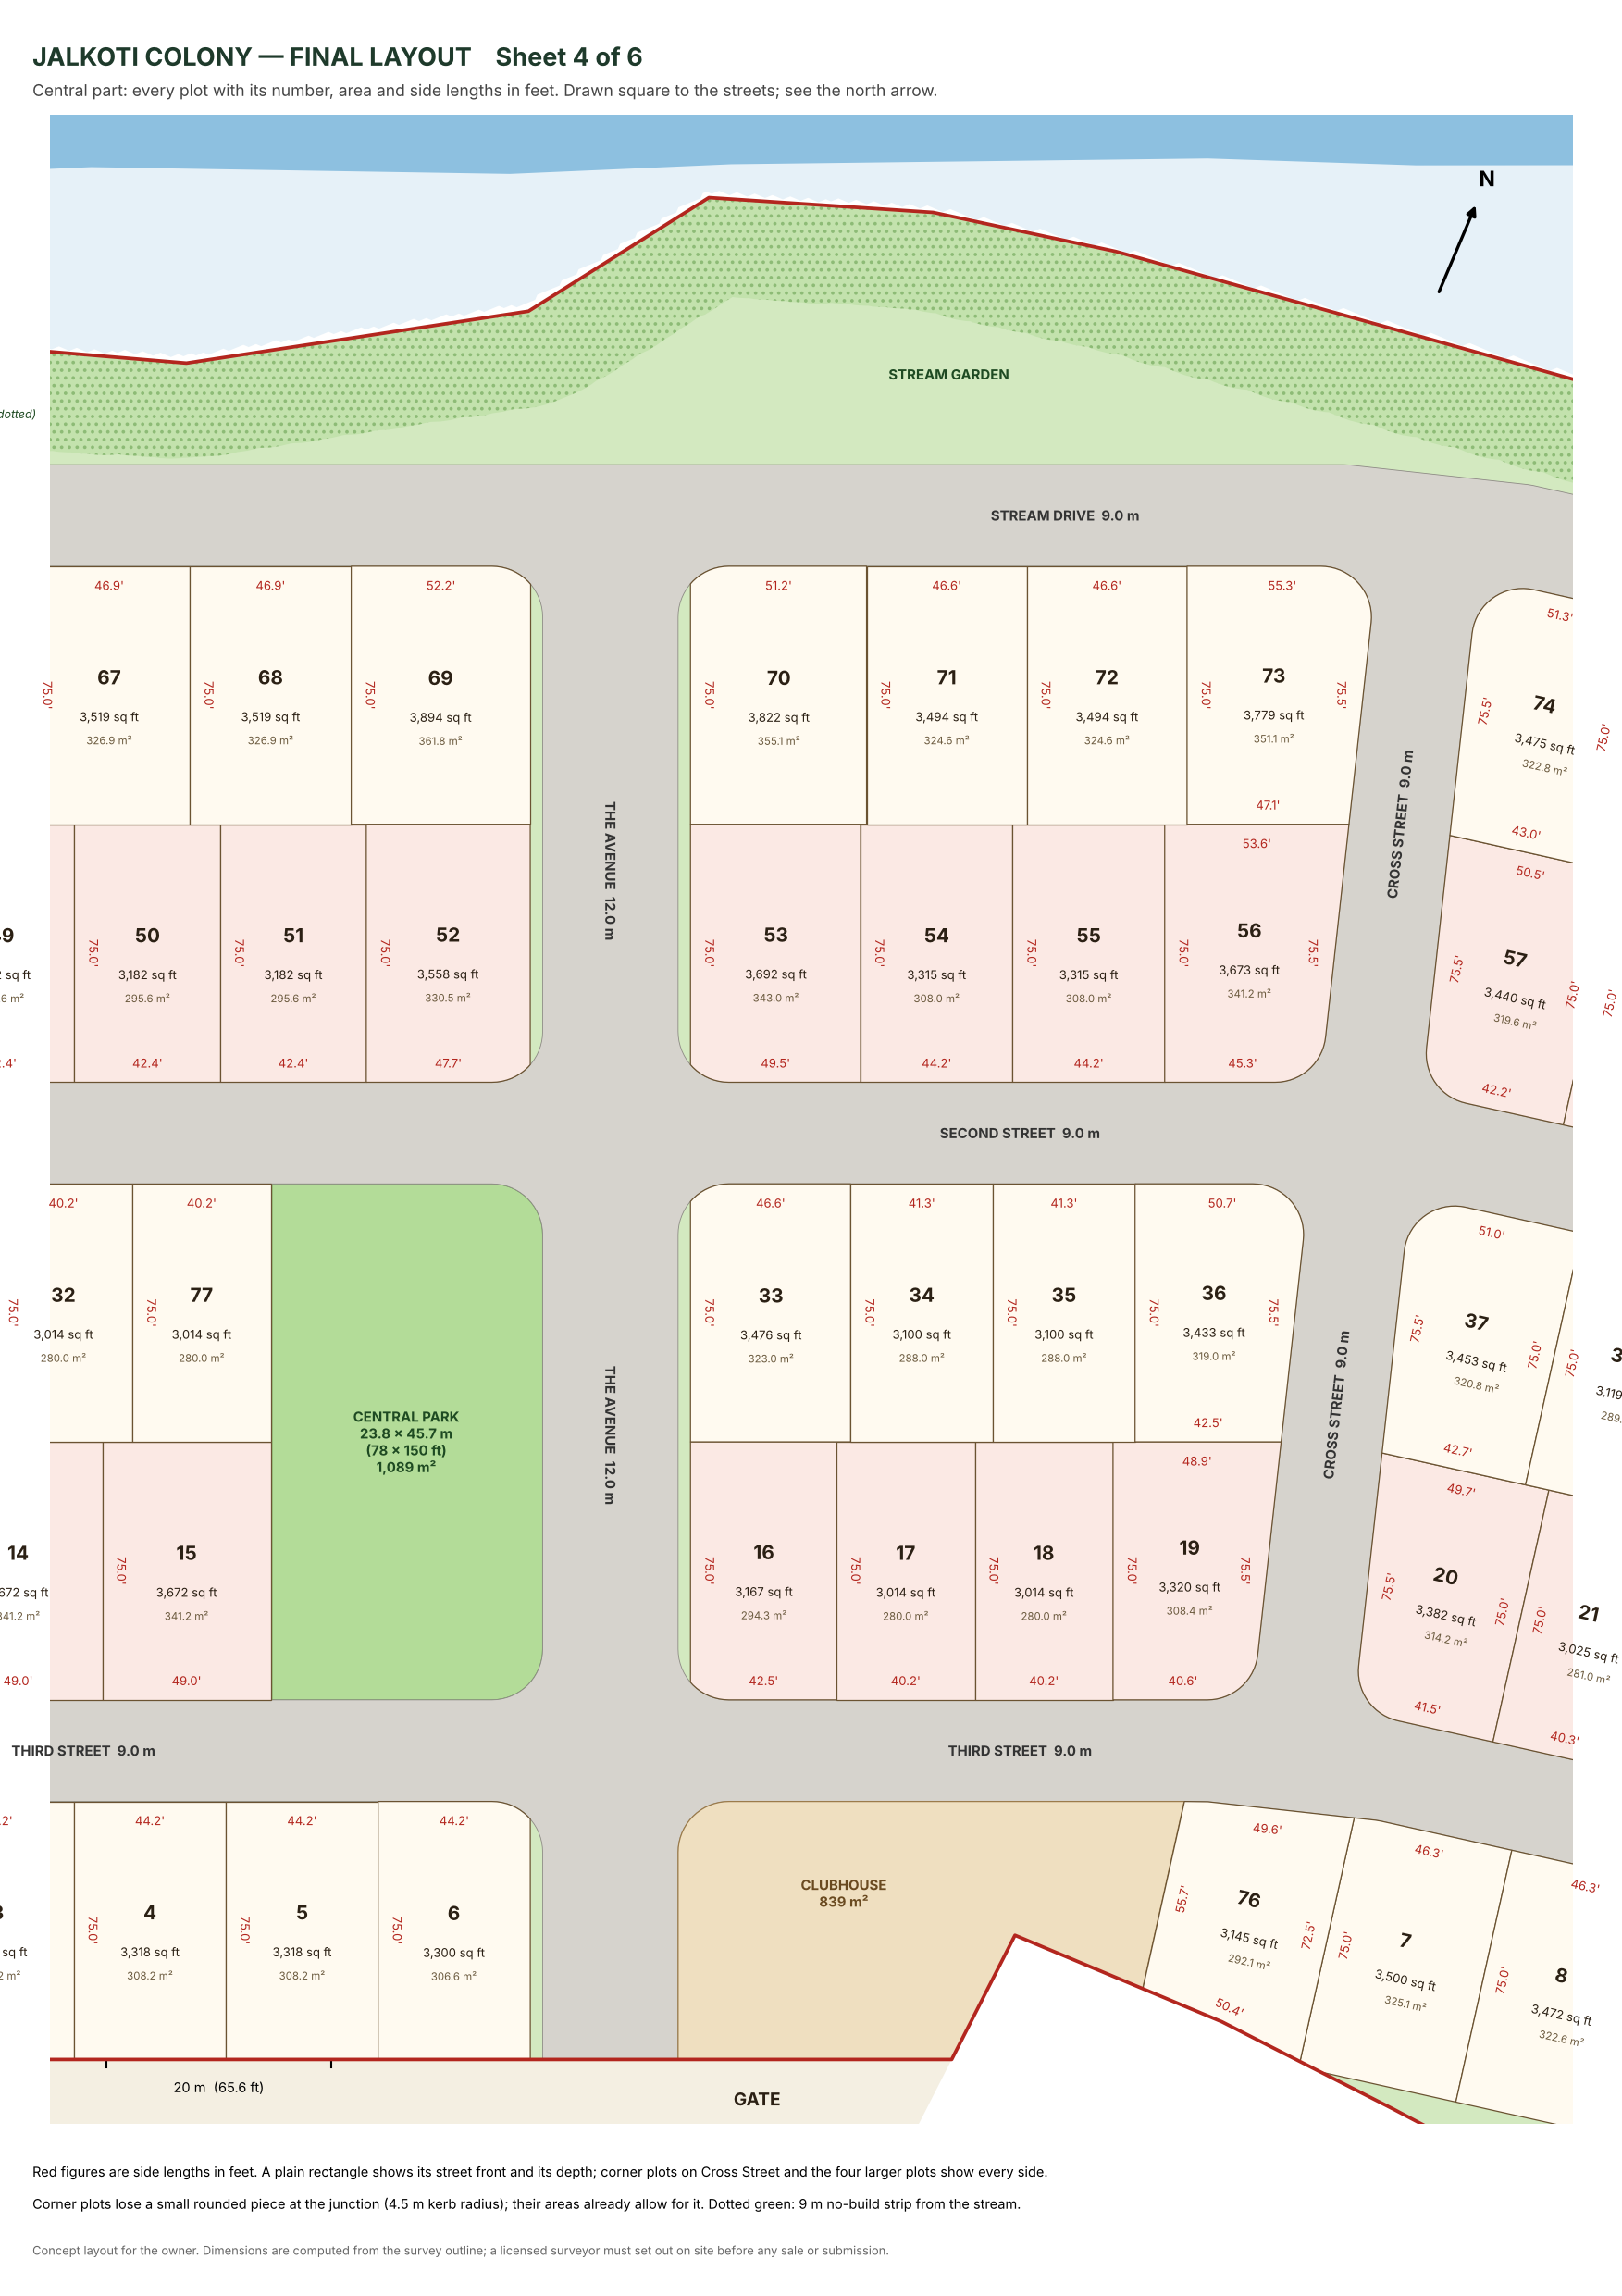 JALKOTI COLONY — FINAL LAYOUT Sheet 4 of 6
Central part: every plot with its number, area and side lengths in feet. Drawn square to the streets; see the north arrow.
N
STREAM GARDEN
dotted)
STREAM DRIVE 9.0 m
46.9' 46.9' 52.2' 51.2' 46.6' 46.6' 55.3' 51.3'
67 68 69 70 71 72 73 74
75.0' 75.0' 75.0' 75.0' 75.0' 75.0' 75.0' 75.5' 75.5' 75.0'
3,519 sq ft 3,519 sq ft 3,894 sq ft 3,822 sq ft 3,494 sq ft 3,494 sq ft 3,779 sq ft 3,475 sq ft
326.9 m² 326.9 m² 361.8 m² 355.1 m² 324.6 m² 324.6 m² 351.1 m² 322.8 m²
47.1' 43.0'
THE AVENUE 12.0 m
CROSS STREET 9.0 m
53.6' 50.5'
9 50 51 52 53 54 55 56 57
75.0' 75.0' 75.0' 75.0' 75.0' 75.0' 75.5' 75.5' 75.0' 75.0'
sq ft 3,182 sq ft 3,182 sq ft 3,558 sq ft 3,692 sq ft 3,315 sq ft 3,315 sq ft 3,673 sq ft 3,440 sq ft
6 m² 295.6 m² 295.6 m² 330.5 m² 343.0 m² 308.0 m² 308.0 m² 341.2 m² 319.6 m²
.4' 42.4' 42.4' 47.7' 49.5' 44.2' 44.2' 45.3' 42.2'
SECOND STREET 9.0 m
40.2' 40.2' 46.6' 41.3' 41.3' 50.7' 51.0'
32 77 33 34 35 36 37 3
75.0' 75.0' 75.0' 75.0' 75.0' 75.0' 75.5' 75.5' 75.0' 75.0'
3,014 sq ft 3,014 sq ft 3,476 sq ft 3,100 sq ft 3,100 sq ft 3,433 sq ft 3,453 sq ft 3,119
280.0 m² 280.0 m² 323.0 m² 288.0 m² 288.0 m² 319.0 m² 320.8 m² 289.
42.5' 42.7'
CENTRAL PARK
23.8 × 45.7 m
(78 × 150 ft)
1,089 m²
THE AVENUE 12.0 m
CROSS STREET 9.0 m
48.9' 49.7'
14 15 16 17 18 19 20 21
75.0' 75.0' 75.0' 75.0' 75.0' 75.5' 75.5' 75.0' 75.0'
672 sq ft 3,672 sq ft 3,167 sq ft 3,014 sq ft 3,014 sq ft 3,320 sq ft 3,382 sq ft 3,025 sq ft
341.2 m² 341.2 m² 294.3 m² 280.0 m² 280.0 m² 308.4 m² 314.2 m² 281.0 m²
49.0' 49.0' 42.5' 40.2' 40.2' 40.6' 41.5' 40.3'
THIRD STREET 9.0 m THIRD STREET 9.0 m
.2' 44.2' 44.2' 44.2' 49.6' 46.3' 46.3'
CLUBHOUSE
839 m²
4 5 6 76 7 8
75.0' 75.0' 75.0' 55.7' 72.5' 75.0' 75.0'
sq ft 3,318 sq ft 3,318 sq ft 3,300 sq ft 3,145 sq ft 3,500 sq ft 3,472 sq ft
2 m² 308.2 m² 308.2 m² 306.6 m² 292.1 m² 325.1 m² 322.6 m²
50.4'
20 m (65.6 ft)
GATE
Red figures are side lengths in feet. A plain rectangle shows its street front and its depth; corner plots on Cross Street and the four larger plots show every side.
Corner plots lose a small rounded piece at the junction (4.5 m kerb radius); their areas already allow for it. Dotted green: 9 m no-build strip from the stream.
Concept layout for the owner. Dimensions are computed from the survey outline; a licensed surveyor must set out on site before any sale or submission.